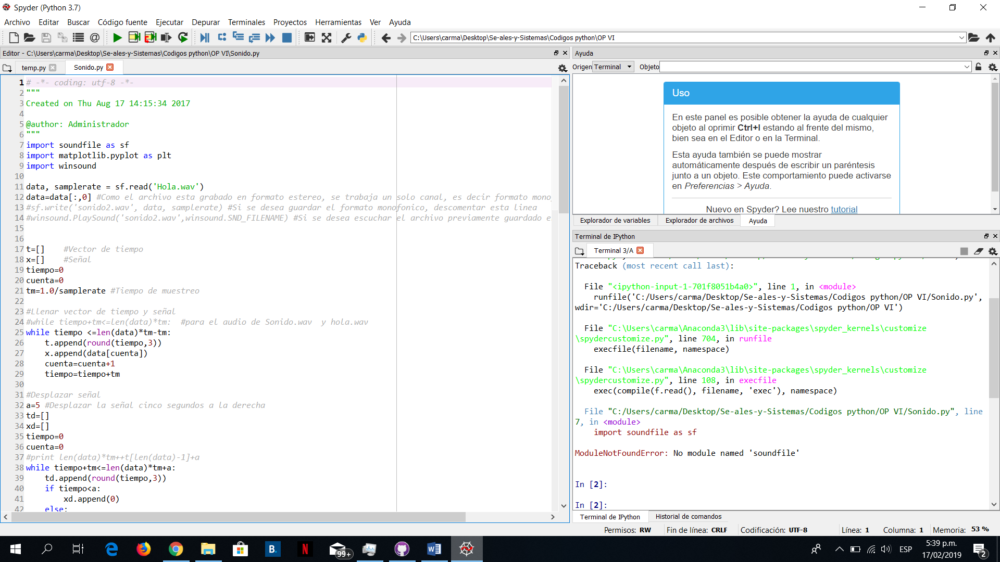 Spyder (Python 3.7)
Archivo Editar Buscar Código fuente Ejecutar Depurar Terminales Proyectos Herramientas Ver Ayuda
C:\Users\carma\Desktop\Se-ales-y-Sistemas\Codigos python\OP VI
Editor - C:\Users\carma\Desktop\Se-ales-y-Sistemas\Codigos python\OP VI\Sonido.py
temp.py Sonido.py
1 # -*- coding: utf-8 -*-
2 """
3 Created on Thu Aug 17 14:15:34 2017
4
5 @author: Administrador
6 """
7 import soundfile as sf
8 import matplotlib.pyplot as plt
9 import winsound
10
11 data, samplerate = sf.read('Hola.wav')
12 data=data[:,0] #Como el archivo esta grabado en formato estereo, se trabaja un solo canal, es decir formato mono
13 #sf.write('sonido2.wav', data, samplerate) #Si se desea guardar el formato monofonico, descomentar esta linea
14 #winsound.PlaySound('sonido2.wav',winsound.SND_FILENAME) #Si se desea escuchar el archivo previamente guardado e
15
16
17 t=[]    #Vector de tiempo
18 x=[]    #Señal
19 tiempo=0
20 cuenta=0
21 tm=1.0/samplerate #Tiempo de muestreo
22
23 #Llenar vector de tiempo y señal
24 #while tiempo+tm<=len(data)*tm:  #para el audio de Sonido.wav  y hola.wav
25 while tiempo <=len(data)*tm-tm:
26     t.append(round(tiempo,3))
27     x.append(data[cuenta])
28     cuenta=cuenta+1
29     tiempo=tiempo+tm
30
31 #Desplazar señal
32 a=5 #Desplazar la señal cinco segundos a la derecha
33 td=[]
34 xd=[]
35 tiempo=0
36 cuenta=0
37 #print len(data)*tm++t[len(data)-1]+a
38 while tiempo+tm<=len(data)*tm+a:
39     td.append(round(tiempo,3))
40     if tiempo<a:
41         xd.append(0)
42     else:
Ayuda
Origen Terminal Objeto
Uso
En este panel es posible obtener la ayuda de cualquier
objeto al oprimir Ctrl+I estando al frente del mismo,
bien sea en el Editor o en la Terminal.
Esta ayuda también se puede mostrar
automáticamente después de escribir un paréntesis
junto a un objeto. Este comportamiento puede activarse
en Preferencias > Ayuda.
Nuevo en Spyder? Lee nuestro tutorial
Explorador de variables Explorador de archivos Ayuda
Terminal de IPython
Terminal 3/A
Traceback (most recent call last):
File "<ipython-input-1-701f8051b4a0>", line 1, in <module>
runfile('C:/Users/carma/Desktop/Se-ales-y-Sistemas/Codigos python/OP VI/Sonido.py',
wdir='C:/Users/carma/Desktop/Se-ales-y-Sistemas/Codigos python/OP VI')
File "C:\Users\carma\Anaconda3\lib\site-packages\spyder_kernels\customize
\spydercustomize.py", line 704, in runfile
execfile(filename, namespace)
File "C:\Users\carma\Anaconda3\lib\site-packages\spyder_kernels\customize
\spydercustomize.py", line 108, in execfile
exec(compile(f.read(), filename, 'exec'), namespace)
File "C:/Users/carma/Desktop/Se-ales-y-Sistemas/Codigos python/OP VI/Sonido.py", line
7, in <module>
import soundfile as sf
ModuleNotFoundError: No module named 'soundfile'
In [2]:
In [2]:
Terminal de IPython Historial de comandos
Permisos: RW Fin de línea: CRLF Codificación: UTF-8 Línea: 1 Columna: 1 Memoria: 53 %
B. N 99+ W ESP
5:39 p.m.
17/02/2019
2